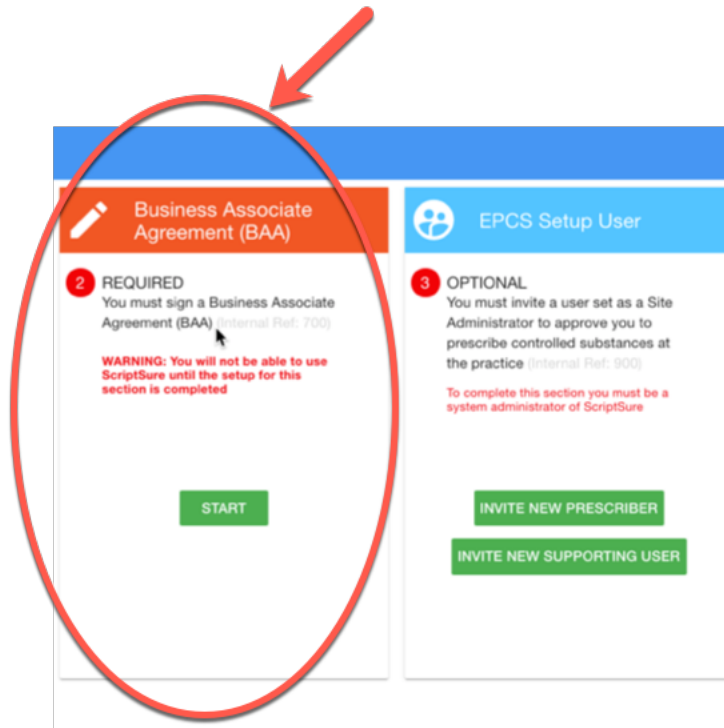 Business Associate
Agreement (BAA)
2 REQUIRED
You must sign a Business Associate
Agreement (BAA) (Internal Ref: 700)
WARNING: You will not be able to use
ScriptSure until the setup for this
section is completed
START
EPCS Setup User
3 OPTIONAL
You must invite a user set as a Site
Administrator to approve you to
prescribe controlled substances at
the practice (Internal Ref: 900)
To complete this section you must be a
system administrator of ScriptSure
INVITE NEW PRESCRIBER
INVITE NEW SUPPORTING USER